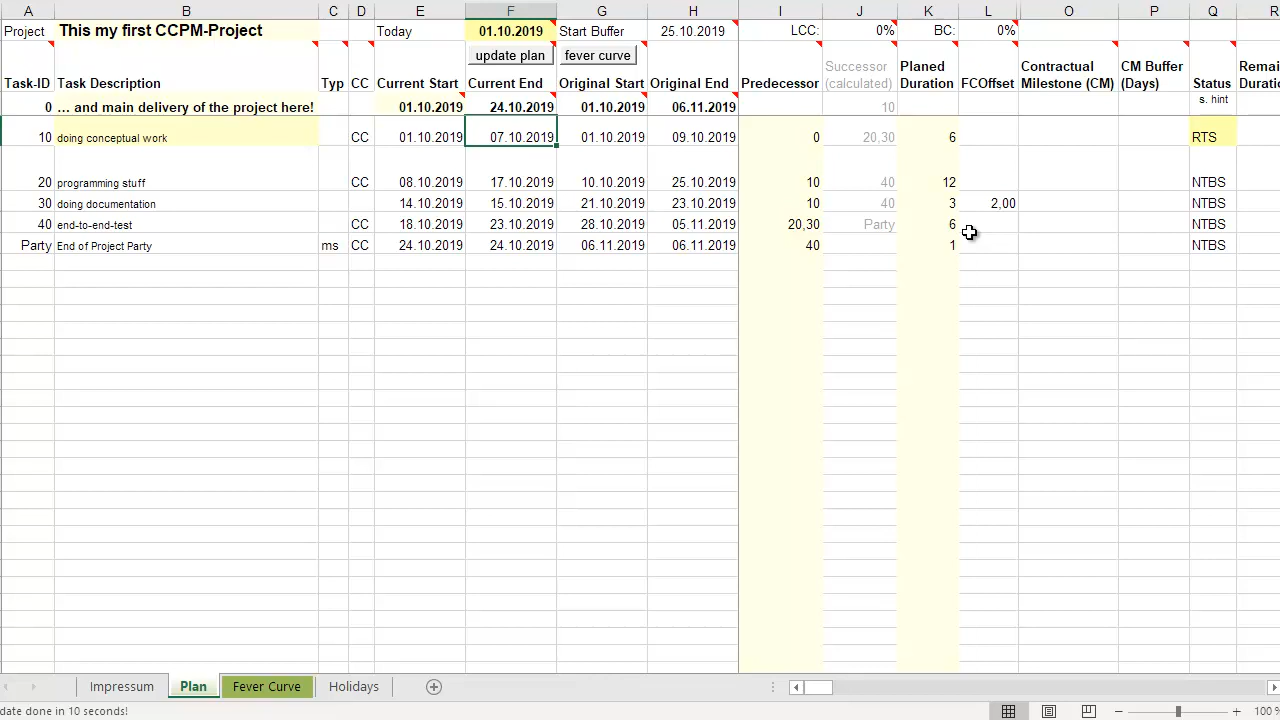 A B C D E F G H I J K L O P Q R
Project This my first CCPM-Project Today 01.10.2019 Start Buffer 25.10.2019 LCC: 0% BC: 0%
update plan fever curve
Task-ID Task Description Typ CC Current Start Current End Original Start Original End Predecessor Successor (calculated) Planed Duration FCOffset Contractual Milestone (CM) CM Buffer (Days) Status Remai Duratio
0 ... and main delivery of the project here! 01.10.2019 24.10.2019 01.10.2019 06.11.2019 10 s. hint
10 doing conceptual work CC 01.10.2019 07.10.2019 01.10.2019 09.10.2019 0 20,30 6 RTS
20 programming stuff CC 08.10.2019 17.10.2019 10.10.2019 25.10.2019 10 40 12 NTBS
30 doing documentation 14.10.2019 15.10.2019 21.10.2019 23.10.2019 10 40 3 2,00 NTBS
40 end-to-end-test CC 18.10.2019 23.10.2019 28.10.2019 05.11.2019 20,30 Party 6 NTBS
Party End of Project Party ms CC 24.10.2019 24.10.2019 06.11.2019 06.11.2019 40 1 NTBS
Impressum Plan Fever Curve Holidays
date done in 10 seconds! 100 %